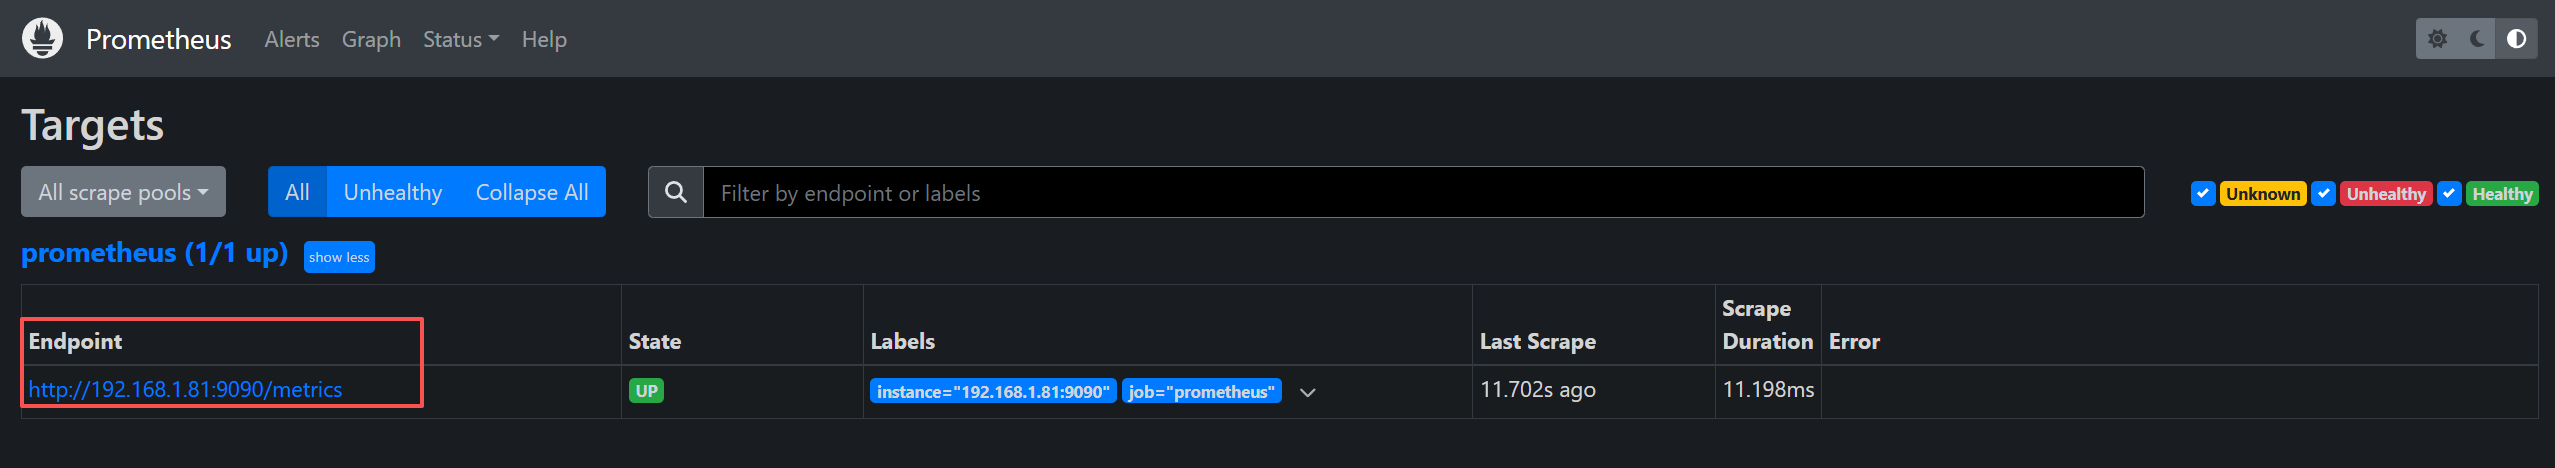 Prometheus Alerts Graph Status Help
Targets
All scrape pools All Unhealthy Collapse All Filter by endpoint or labels Unknown Unhealthy Healthy
prometheus (1/1 up) show less
Endpoint State Labels Last Scrape Scrape Duration Error
http://192.168.1.81:9090/metrics UP instance="192.168.1.81:9090" job="prometheus" 11.702s ago 11.198ms